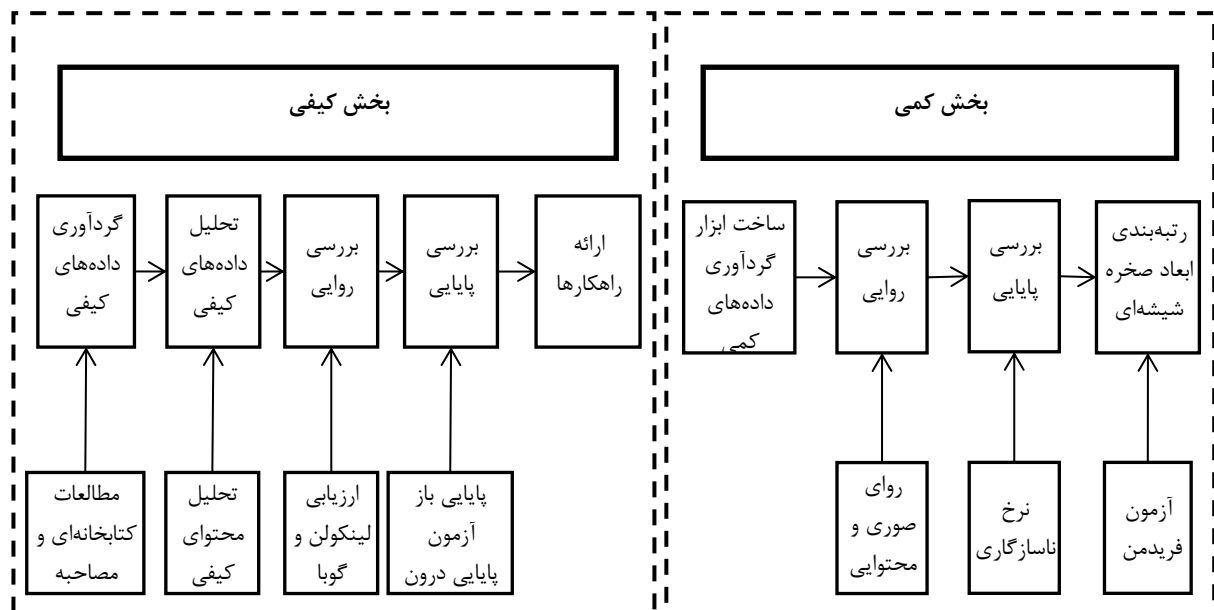 بخش کیفی
گردآوری
داده‌های
کیفی
تحلیل
داده‌های
کیفی
بررسی
روایی
بررسی
پایایی
ارائه
راهکارها
مطالعات
کتابخانه‌ای و
مصاحبه
تحلیل
محتوای
کیفی
ارزیابی
لینکولن و
گوبا
پایایی باز
آزمون
پایایی درون
بخش کمی
ساخت ابزار
گردآوری
داده‌های
کمی
بررسی
روایی
بررسی
پایایی
رتبه‌بندی
ابعاد صخره
شیشه‌ای
روای
صوری و
محتوایی
نرخ
ناسازگاری
آزمون
فریدمن